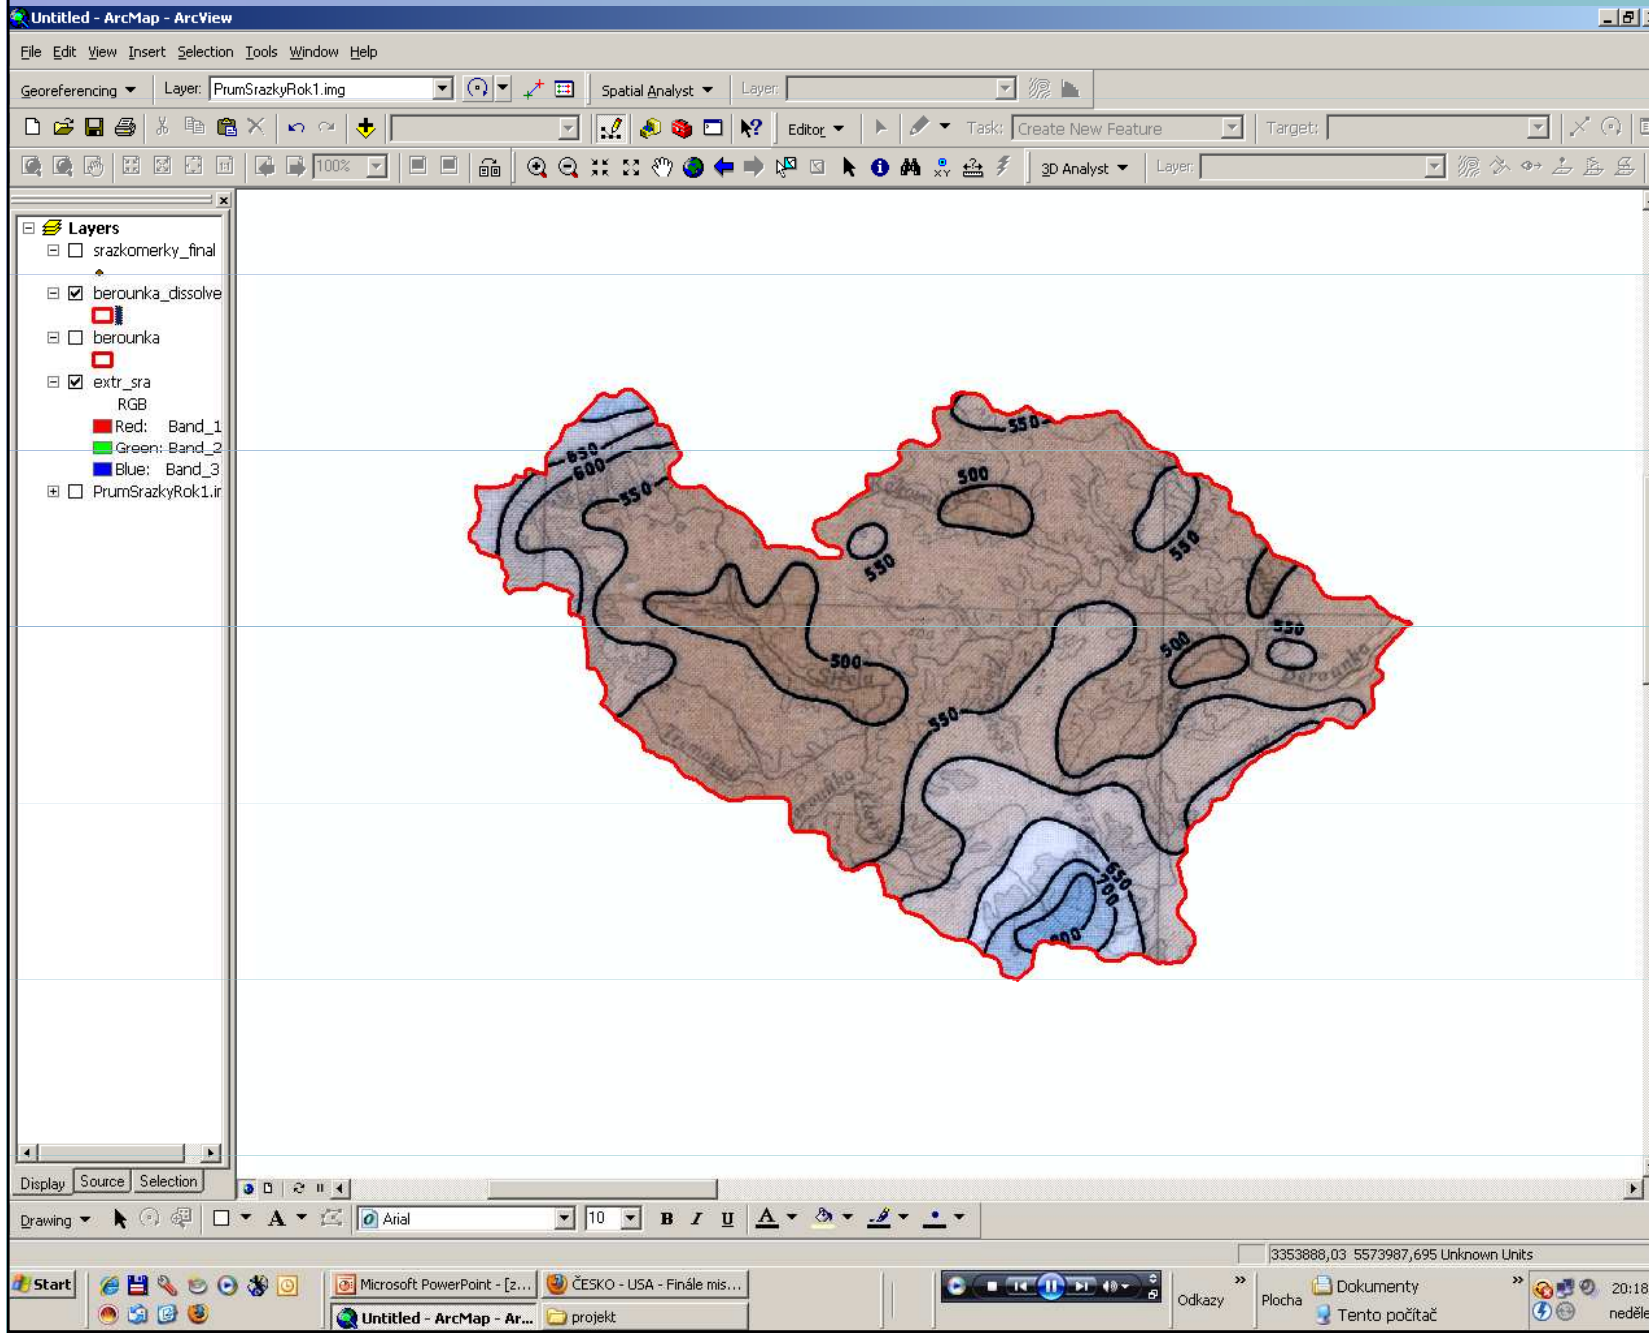 Untitled - ArcMap - ArcView
File Edit View Insert Selection Tools Window Help
Georeferencing Layer: PrumSrazkyRok1.img Spatial Analyst Layer:
Editor Task: Create New Feature Target:
100% 3D Analyst Layer:
Layers
srazkomerky_final
berounka_dissolve
berounka
extr_sra
RGB
Red: Band_1
Green: Band_2
Blue: Band_3
PrumSrazkyRok1.ir
550
650
600
500
550
550
550
550
500
500
Střela
Berounka
550
650
700
Display Source Selection
Drawing Arial 10 B I U A
3353888,03 5573987,695 Unknown Units
Start Microsoft PowerPoint - [z... ČESKO - USA - Finále mis... Odkazy Plocha Dokumenty 20:18
Untitled - ArcMap - Ar... projekt Tento počítač neděle